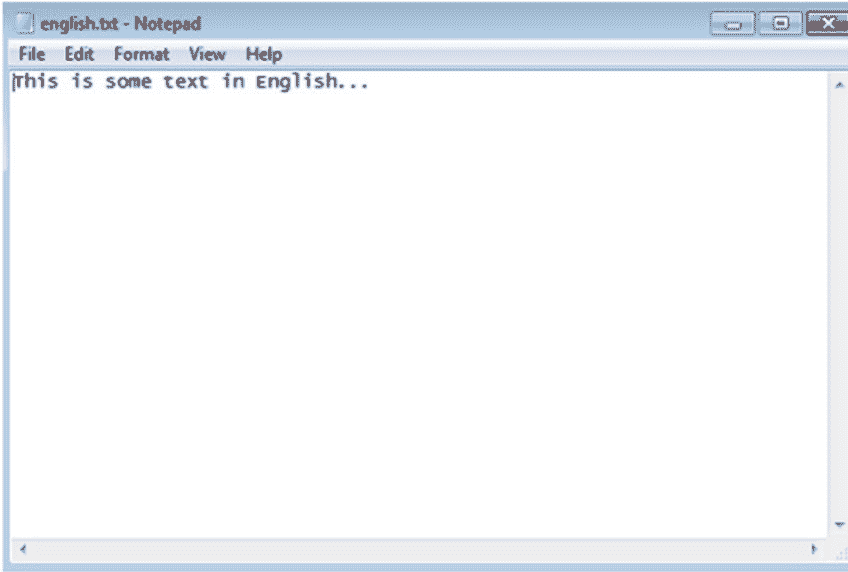 english.txt - Notepad
File Edit Format View Help
This is some text in English...